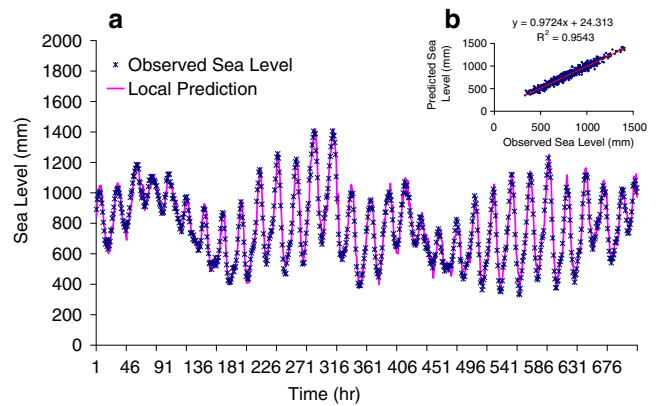 a
b
y = 0.9724x + 24.313
R² = 0.9543
Predicted Sea
Level (mm)
1500
1000
500
0
0 500 1000 1500
Observed Sea Level (mm)
Observed Sea Level
Local Prediction
Sea Level (mm)
2000
1800
1600
1400
1200
1000
800
600
400
200
0
1 46 91 136 181 226 271 316 361 406 451 496 541 586 631 676
Time (hr)